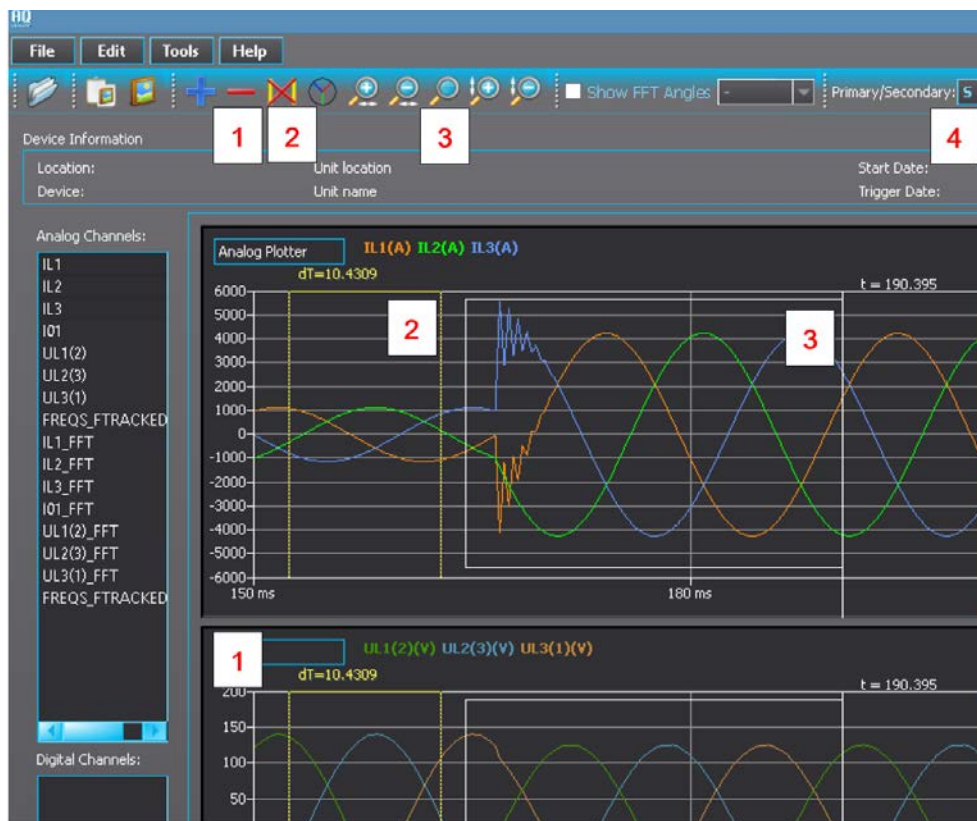 AQ
File Edit Tools Help
Show FFT Angles - Primary/Secondary: S
1 2 3 4
Device Information
Location: Unit location Start Date:
Device: Unit name Trigger Date:
Analog Channels:
IL1
IL2
IL3
I01
UL1(2)
UL2(3)
UL3(1)
FREQS_FTRACKED
IL1_FFT
IL2_FFT
IL3_FFT
I01_FFT
UL1(2)_FFT
UL2(3)_FFT
UL3(1)_FFT
FREQS_FTRACKED
Digital Channels:
Analog Plotter IL1(A) IL2(A) IL3(A)
dT=10.4309 t = 190.395
6000
5000
2 3
4000
3000
2000
1000
0
-1000
-2000
-3000
-4000
-5000
-6000
150 ms 180 ms
1 UL1(2)(V) UL2(3)(V) UL3(1)(V)
dT=10.4309 t = 190.395
200
150
100
50